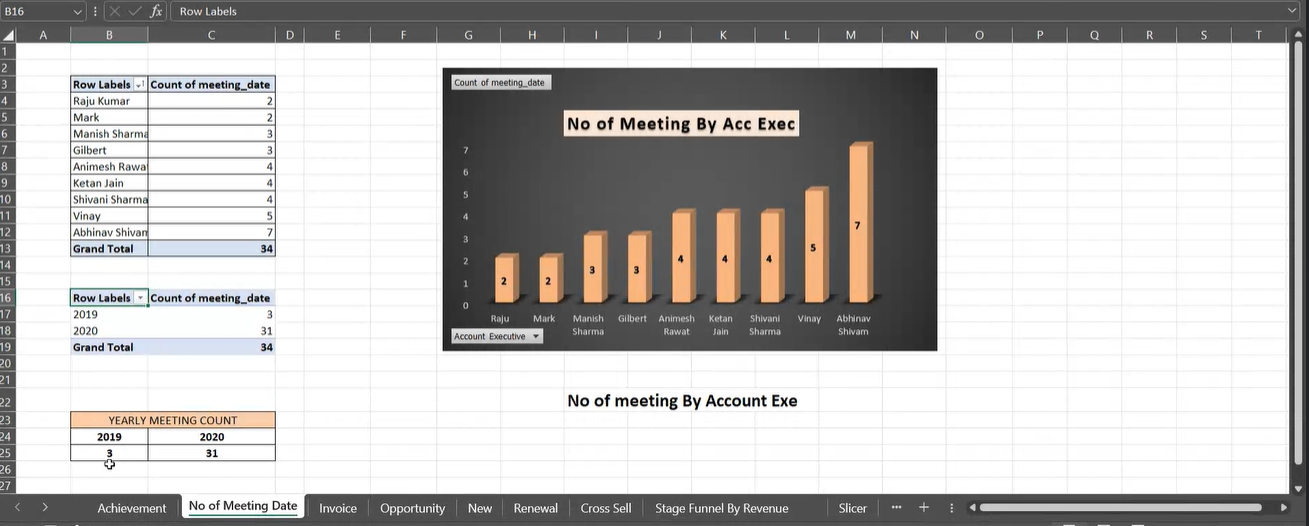 B16 fx Row Labels
A B C D E F G H I J K L M N O P Q R S T
1
2
3 Row Labels Count of meeting_date
4 Raju Kumar 2
5 Mark 2
6 Manish Sharma 3
7 Gilbert 3
8 Animesh Rawat 4
9 Ketan Jain 4
10 Shivani Sharma 4
11 Vinay 5
12 Abhinav Shivam 7
13 Grand Total 34
14
15
16 Row Labels Count of meeting_date
17 2019 3
18 2020 31
19 Grand Total 34
20
21
22
23 YEARLY MEETING COUNT
24 2019 2020
25 3 31
26
27
Count of meeting_date
No of Meeting By Acc Exec
7
6
5
4
3
2
1
0
2 2 3 3 4 4 4 5 7
Raju Mark Manish Sharma Gilbert Animesh Rawat Ketan Jain Shivani Sharma Vinay Abhinav Shivam
Account Executive
No of meeting By Account Exe
Achievement No of Meeting Date Invoice Opportunity New Renewal Cross Sell Stage Funnel By Revenue Slicer ... +